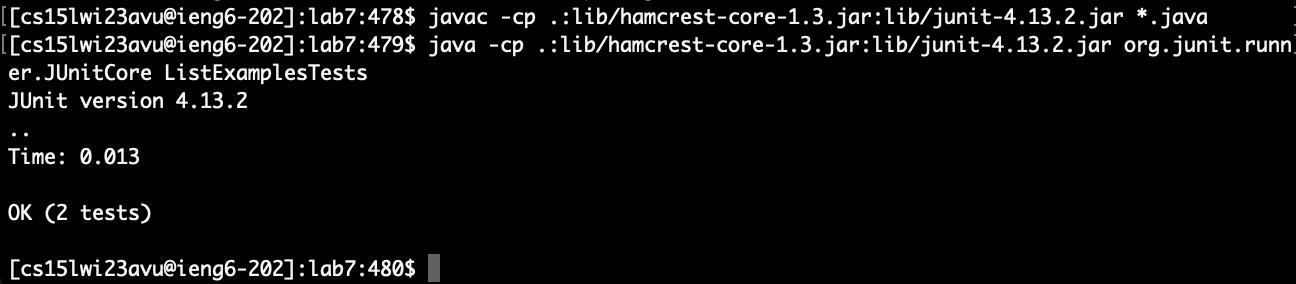 [cs15lwi23avu@ieng6-202]:lab7:478$ javac -cp .:lib/hamcrest-core-1.3.jar:lib/junit-4.13.2.jar *.java
[cs15lwi23avu@ieng6-202]:lab7:479$ java -cp .:lib/hamcrest-core-1.3.jar:lib/junit-4.13.2.jar org.junit.runn
er.JUnitCore ListExamplesTests
JUnit version 4.13.2
..
Time: 0.013
OK (2 tests)
[cs15lwi23avu@ieng6-202]:lab7:480$